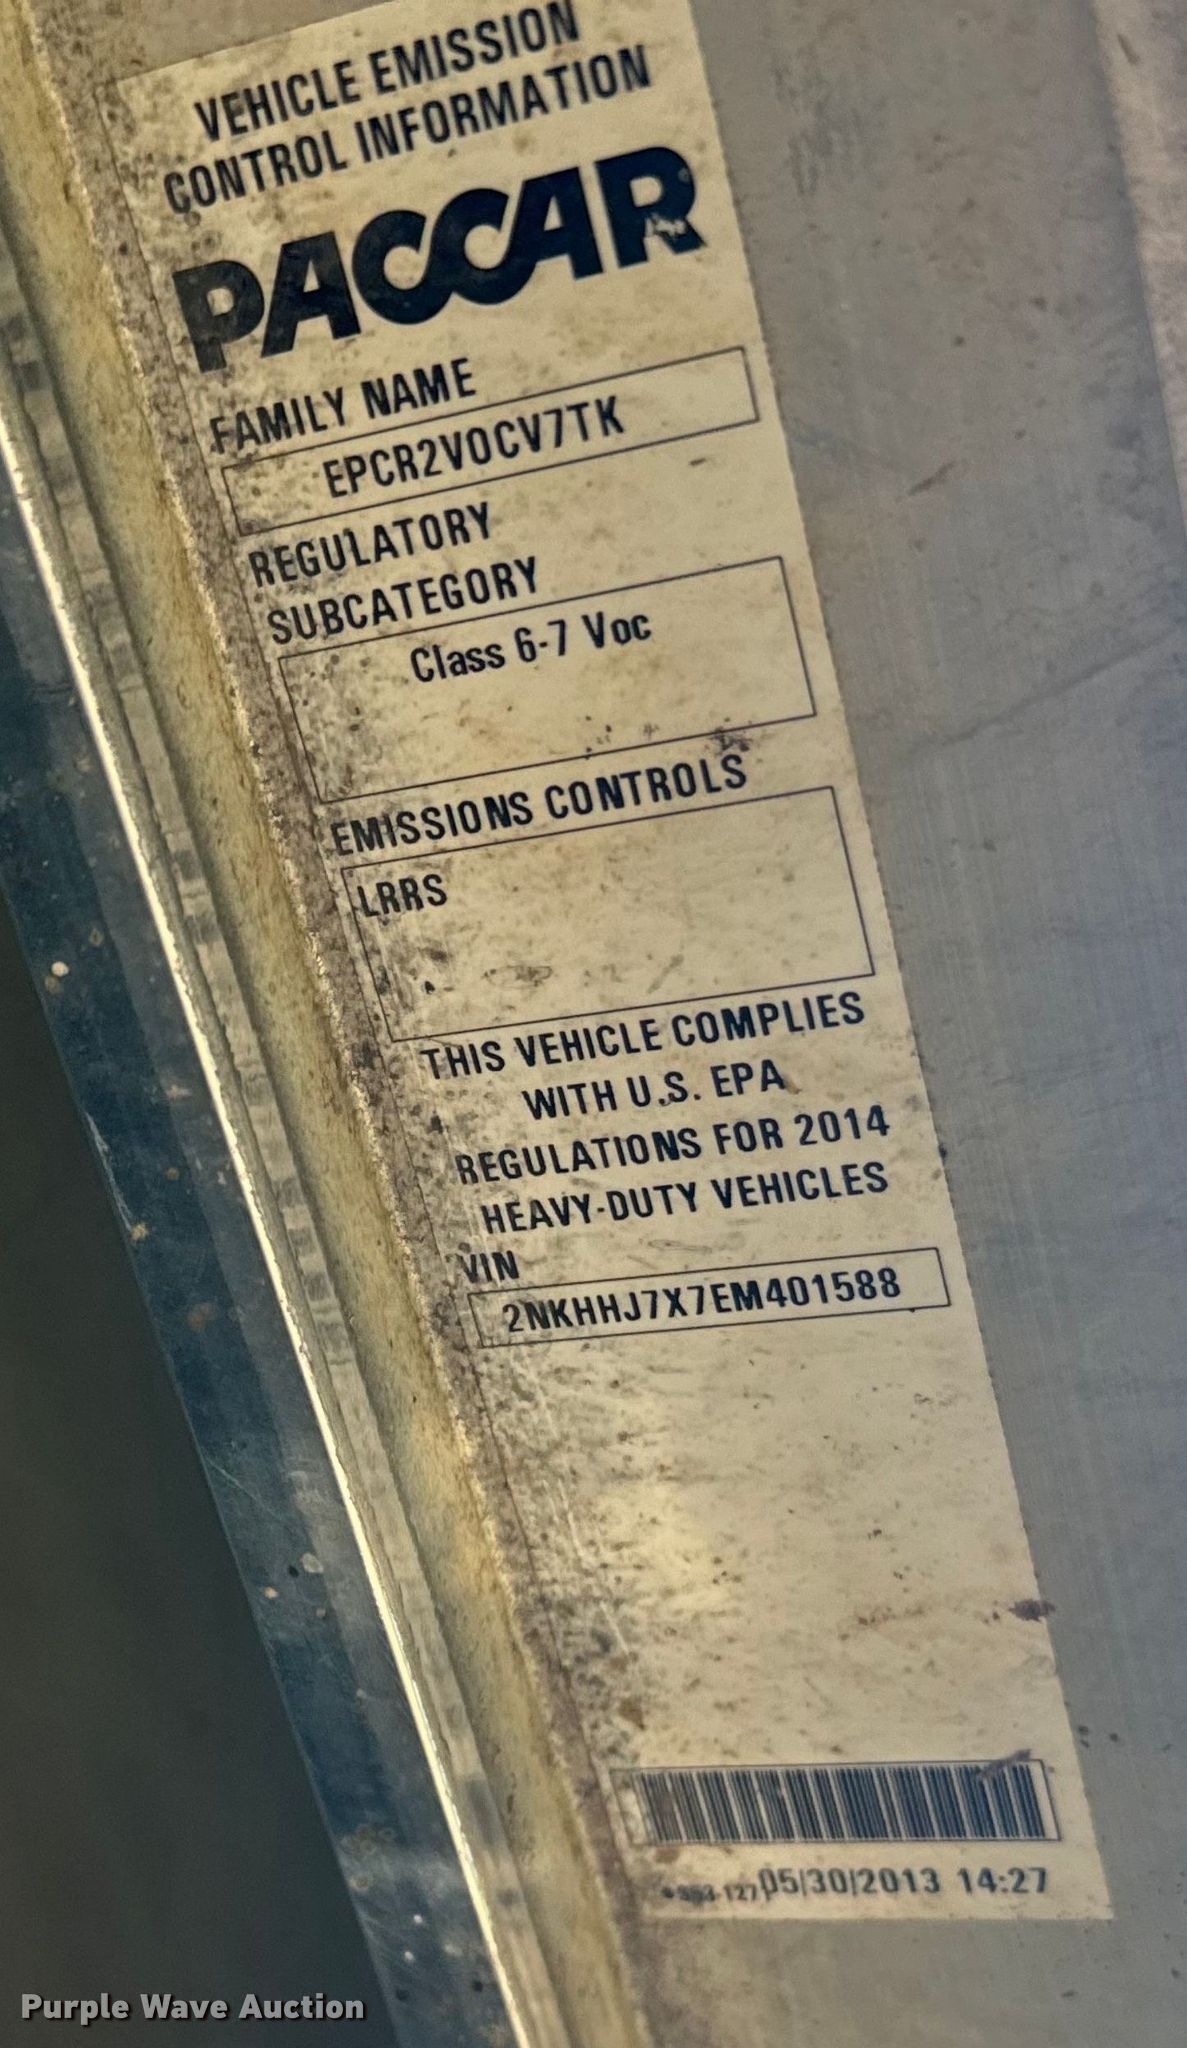 VEHICLE EMISSION
CONTROL INFORMATION
PACCAR
FAMILY NAME
EPCR2VOCV7TK
REGULATORY
SUBCATEGORY
Class 6-7 Voc
EMISSIONS CONTROLS
LRRS
THIS VEHICLE COMPLIES
WITH U.S. EPA
REGULATIONS FOR 2014
HEAVY-DUTY VEHICLES
VIN
2NKHHJ7X7EM401588
05/30/2013 14:27
Purple Wave Auction